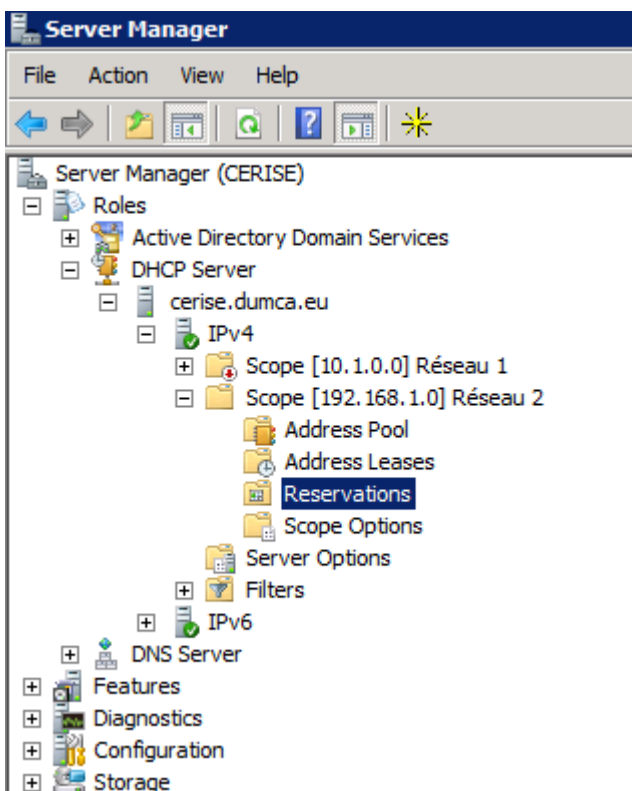 Server Manager
File Action View Help
Server Manager (CERISE)
Roles
Active Directory Domain Services
DHCP Server
cerise.dumca.eu
IPv4
Scope [10.1.0.0] Réseau 1
Scope [192.168.1.0] Réseau 2
Address Pool
Address Leases
Reservations
Scope Options
Server Options
Filters
IPv6
DNS Server
Features
Diagnostics
Configuration
Storage